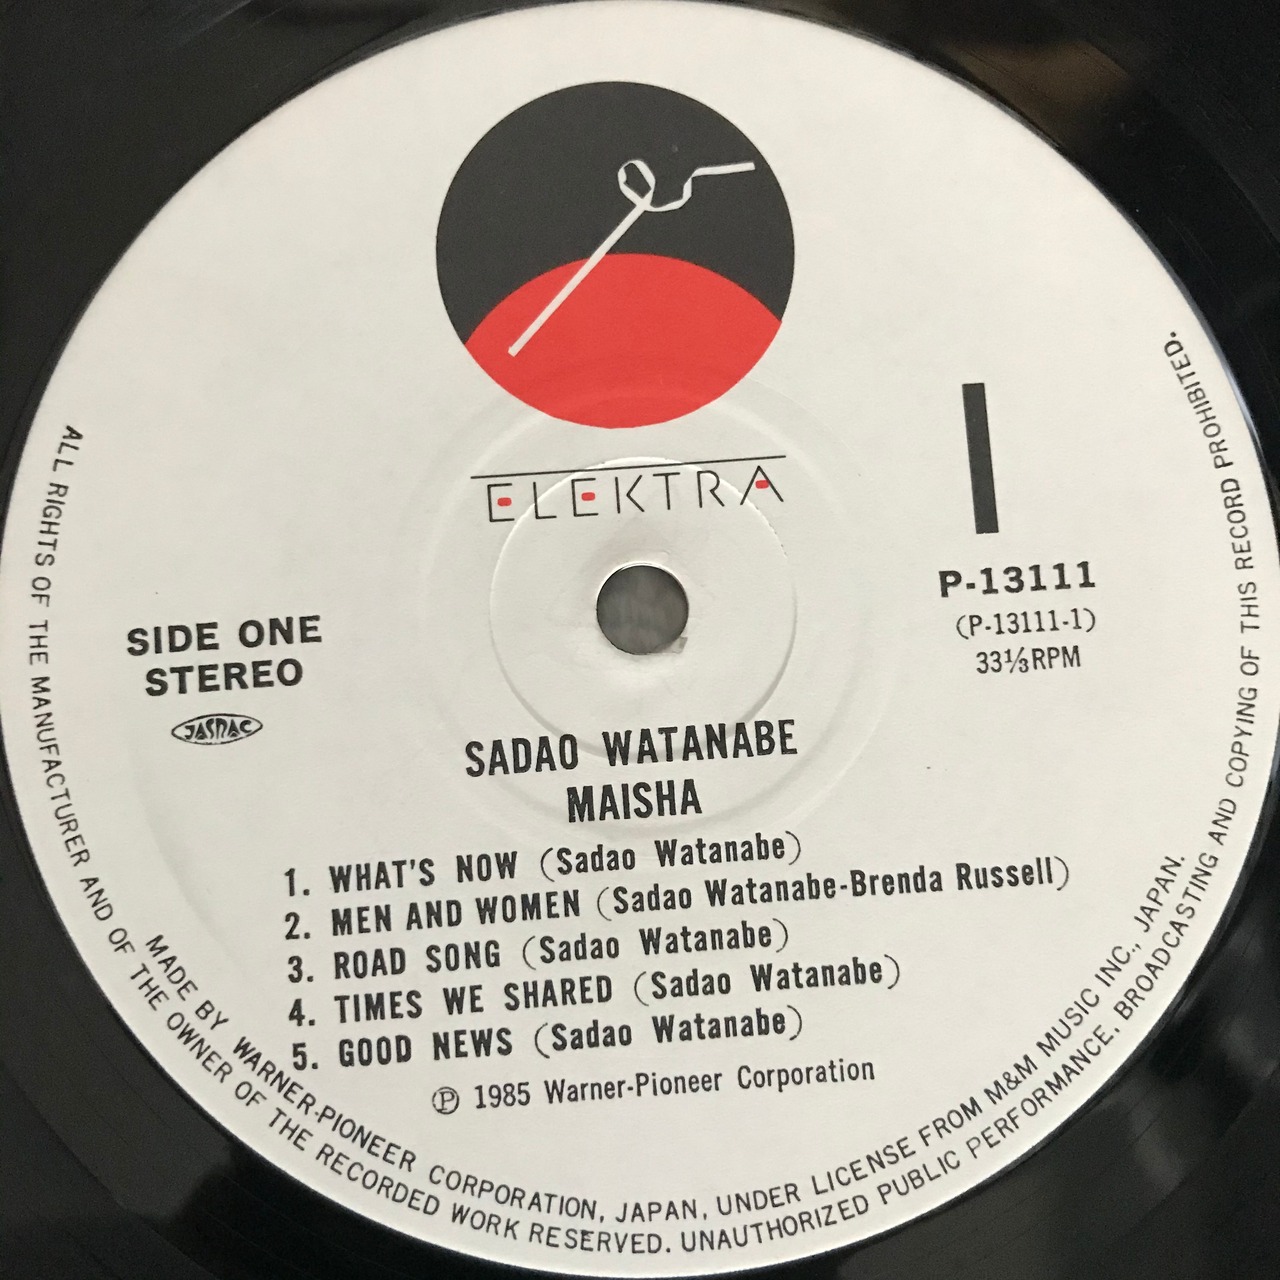 ELEKTRA
I
P-13111
(P-13111-1)
33⅓RPM
SIDE ONE
STEREO
JASRAC
SADAO WATANABE
MAISHA
1. WHAT'S NOW (Sadao Watanabe)
2. MEN AND WOMEN (Sadao Watanabe-Brenda Russell)
3. ROAD SONG (Sadao Watanabe)
4. TIMES WE SHARED (Sadao Watanabe)
5. GOOD NEWS (Sadao Watanabe)
℗ 1985 Warner-Pioneer Corporation
MADE BY WARNER-PIONEER CORPORATION, JAPAN, UNDER LICENSE FROM M&M MUSIC INC., JAPAN.
ALL RIGHTS OF THE MANUFACTURER AND OF THE OWNER OF THE RECORDED WORK RESERVED. UNAUTHORIZED PUBLIC PERFORMANCE. BROADCASTING AND COPYING OF THIS RECORD PROHIBITED.